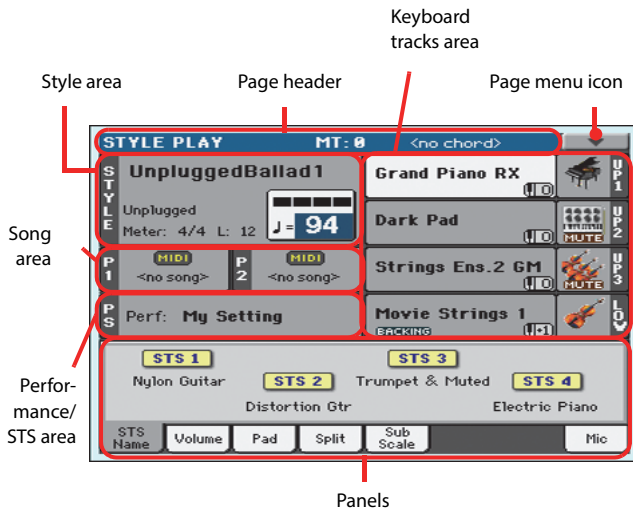 Keyboard
tracks area
Style area
Page header
Page menu icon
STYLE PLAY MT:0 <no chord>
STYLE
UnpluggedBallad1
Unplugged
Meter: 4/4 L: 12
♩= 94
Grand Piano RX
0
UP1
Dark Pad
0
MUTE
UP2
Song
area
P1
MIDI
<no song>
P2
MIDI
<no song>
Strings Ens.2 GM
0
MUTE
UP3
PS
Perf: My Setting
Movie Strings 1
BACKING
+1
LOW
Perfor-
mance/
STS area
STS 1
Nylon Guitar
STS 2
Distortion Gtr
STS 3
Trumpet & Muted
STS 4
Electric Piano
STS
Name
Volume
Pad
Split
Sub
Scale
Mic
Panels